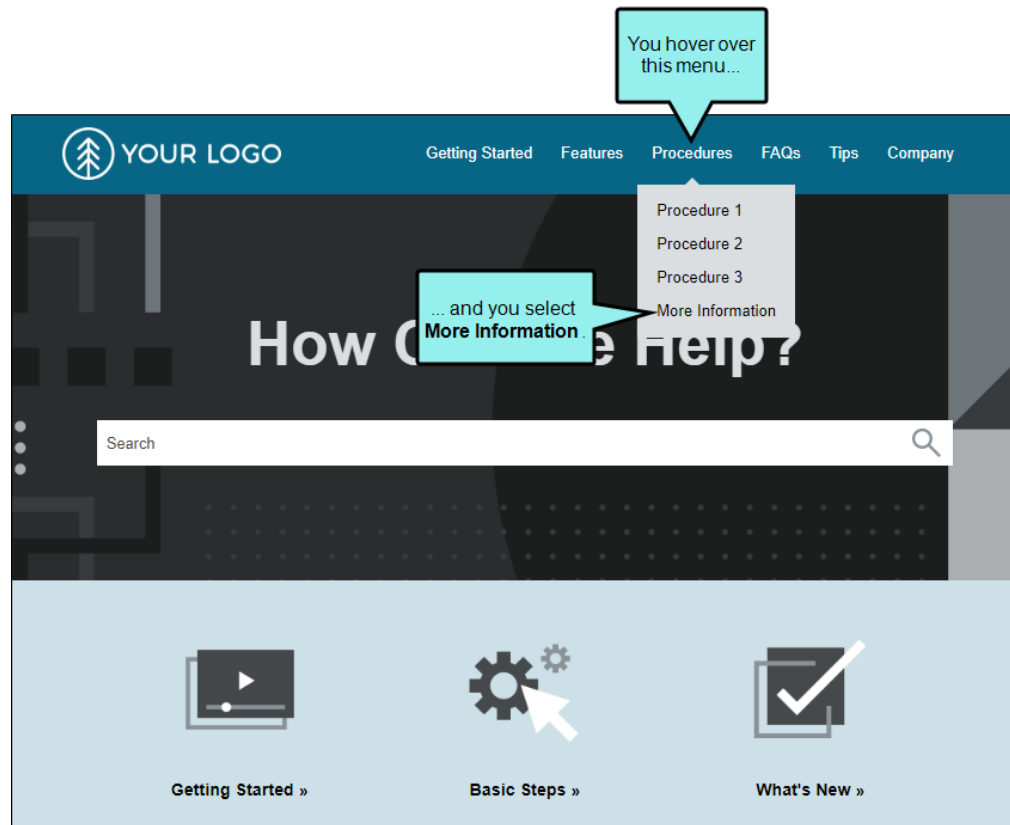 You hover over
this menu...
YOUR LOGO
Getting Started Features Procedures FAQs Tips Company
Procedure 1
Procedure 2
Procedure 3
More Information
... and you select
More Information .
How C e Help?
Search
Getting Started »
Basic Steps »
What's New »